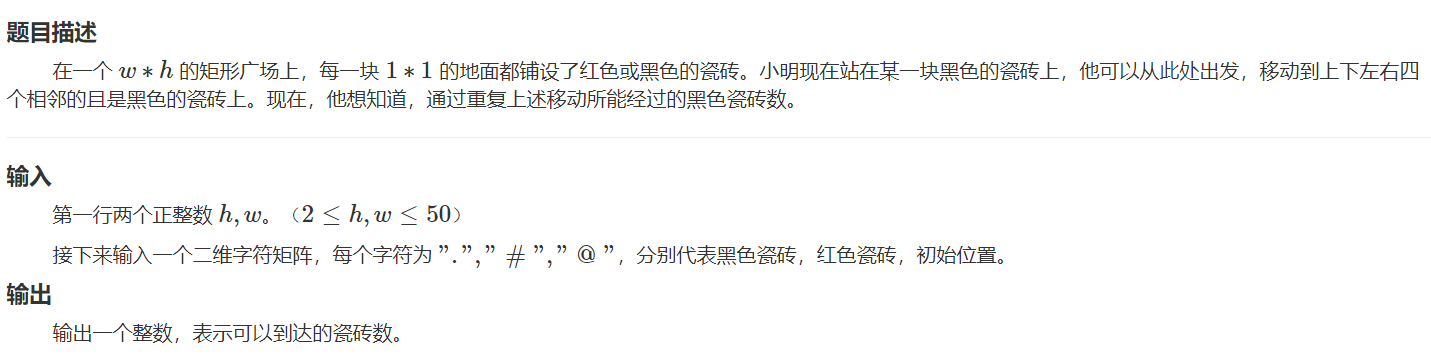 题目描述
在一个 w * h 的矩形广场上，每一块 1 * 1 的地面都铺设了红色或黑色的瓷砖。小明现在站在某一块黑色的瓷砖上，他可以从此处出发，移动到上下左右四
个相邻的且是黑色的瓷砖上。现在，他想知道，通过重复上述移动所能经过的黑色瓷砖数。
输入
第一行两个正整数 h, w。（2 ≤ h, w ≤ 50）
接下来输入一个二维字符矩阵，每个字符为 ”.”,” # ”,” @ ”，分别代表黑色瓷砖，红色瓷砖，初始位置。
输出
输出一个整数，表示可以到达的瓷砖数。